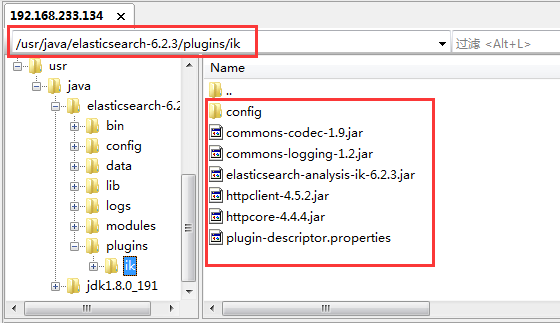 192.168.233.134 ×
/usr/java/elasticsearch-6.2.3/plugins/ik
过滤 <Alt+L>
usr
java
elasticsearch-6.2
bin
config
data
lib
logs
modules
plugins
ik
jdk1.8.0_191
Name
..
config
commons-codec-1.9.jar
commons-logging-1.2.jar
elasticsearch-analysis-ik-6.2.3.jar
httpclient-4.5.2.jar
httpcore-4.4.4.jar
plugin-descriptor.properties